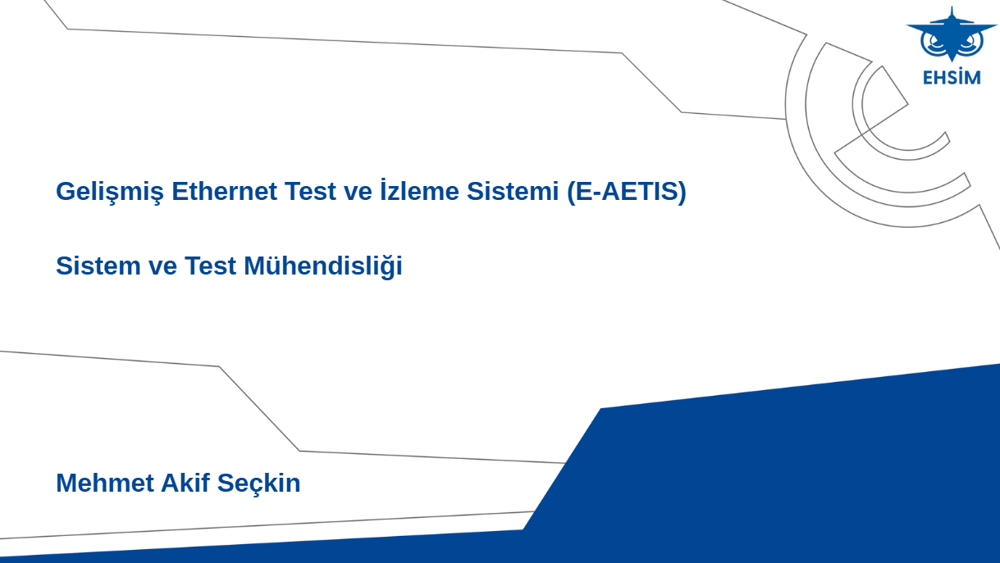 EHSİM
Gelişmiş Ethernet Test ve İzleme Sistemi (E-AETIS)
Sistem ve Test Mühendisliği
Mehmet Akif Seçkin